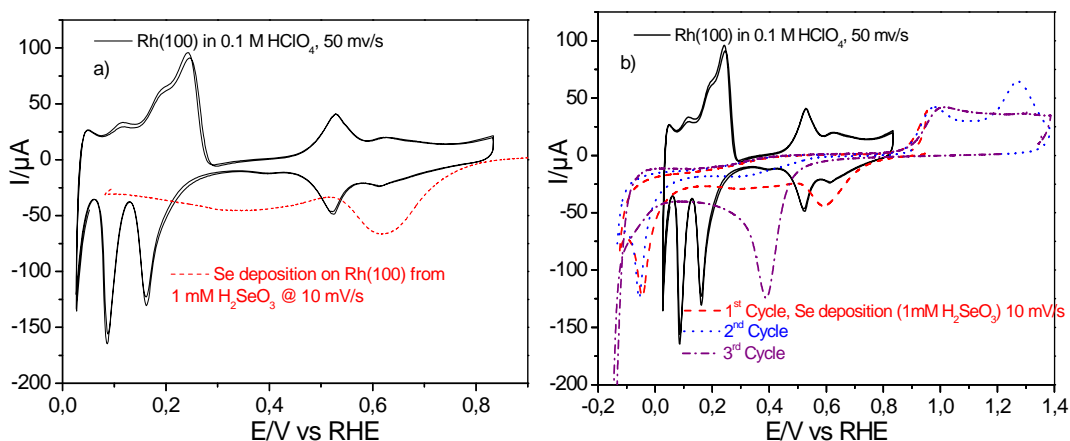 Rh(100) in 0.1 M HClO₄, 50 mv/s
a)
100
50
0
-50
-100
-150
-200
I/µA
Se deposition on Rh(100) from
1 mM H₂SeO₃ @ 10 mV/s
0,0 0,2 0,4 0,6 0,8
E/V vs RHE
Rh(100) in 0.1 M HClO₄, 50 mv/s
b)
100
50
0
-50
-100
-150
-200
I/µA
1ˢᵗ Cycle, Se deposition (1mM H₂SeO₃) 10 mV/s
2ⁿᵈ Cycle
3ʳᵈ Cycle
-0,2 0,0 0,2 0,4 0,6 0,8 1,0 1,2 1,4
E/V vs RHE